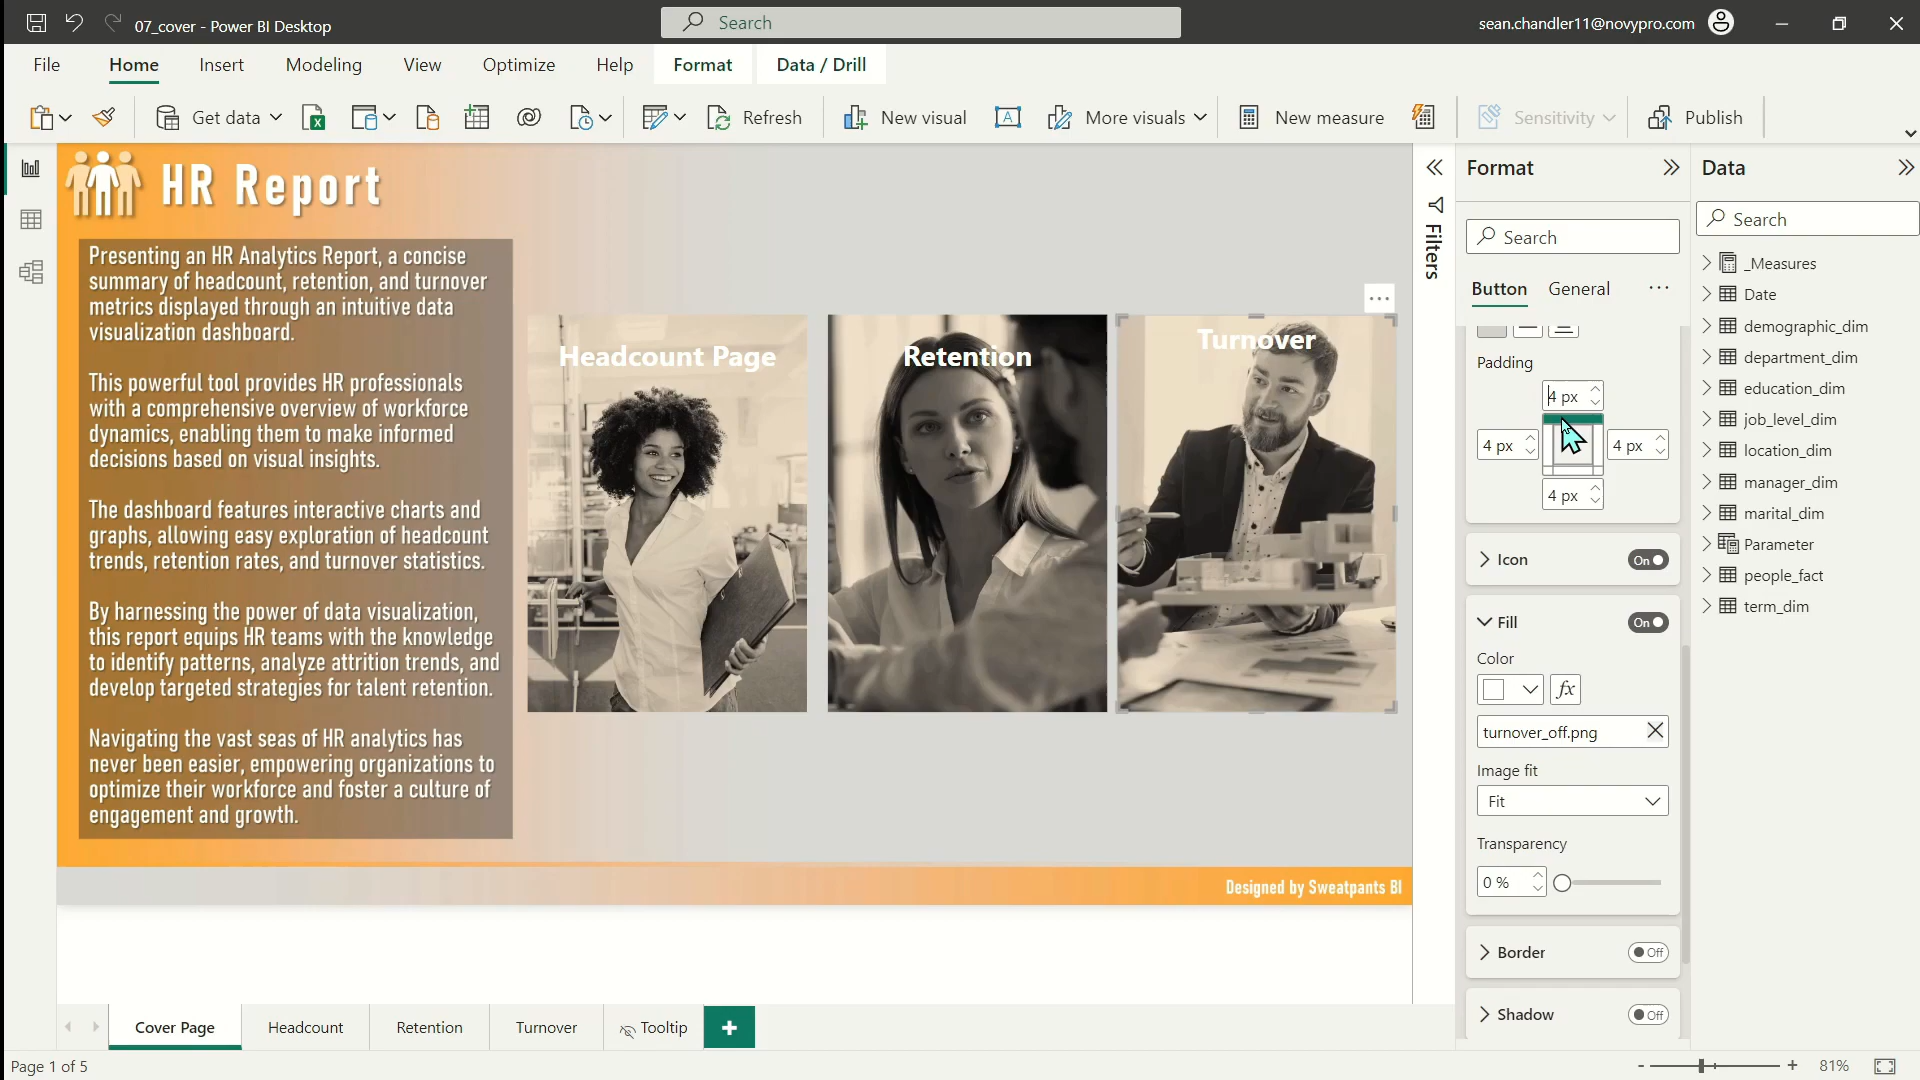 07_cover - Power BI Desktop
Search
sean.chandler11@novypro.com
File
Home
Insert
Modeling
View
Optimize
Help
Format
Data / Drill
Get data
Refresh
New visual
More visuals
New measure
Sensitivity
Publish
HR Report
Presenting an HR Analytics Report, a concise
summary of headcount, retention, and turnover
metrics displayed through an intuitive data
visualization dashboard.
This powerful tool provides HR professionals
with a comprehensive overview of workforce
dynamics, enabling them to make informed
decisions based on visual insights.
The dashboard features interactive charts and
graphs, allowing easy exploration of headcount
trends, retention rates, and turnover statistics.
By harnessing the power of data visualization,
this report equips HR teams with the knowledge
to identify patterns, analyze attrition trends, and
develop targeted strategies for talent retention.
Navigating the vast seas of HR analytics has
never been easier, empowering organizations to
optimize their workforce and foster a culture of
engagement and growth.
Headcount Page
Retention
Turnover
Designed by Sweatpants BI
Filters
Format
Search
Button
General
Padding
4 px
4 px
4 px
4 px
Icon
On
Fill
On
Color
fx
turnover_off.png
Image fit
Fit
Transparency
0 %
Border
Off
Shadow
Off
Data
Search
_Measures
Date
demographic_dim
department_dim
education_dim
job_level_dim
location_dim
manager_dim
marital_dim
Parameter
people_fact
term_dim
Cover Page
Headcount
Retention
Turnover
Tooltip
Page 1 of 5
81%